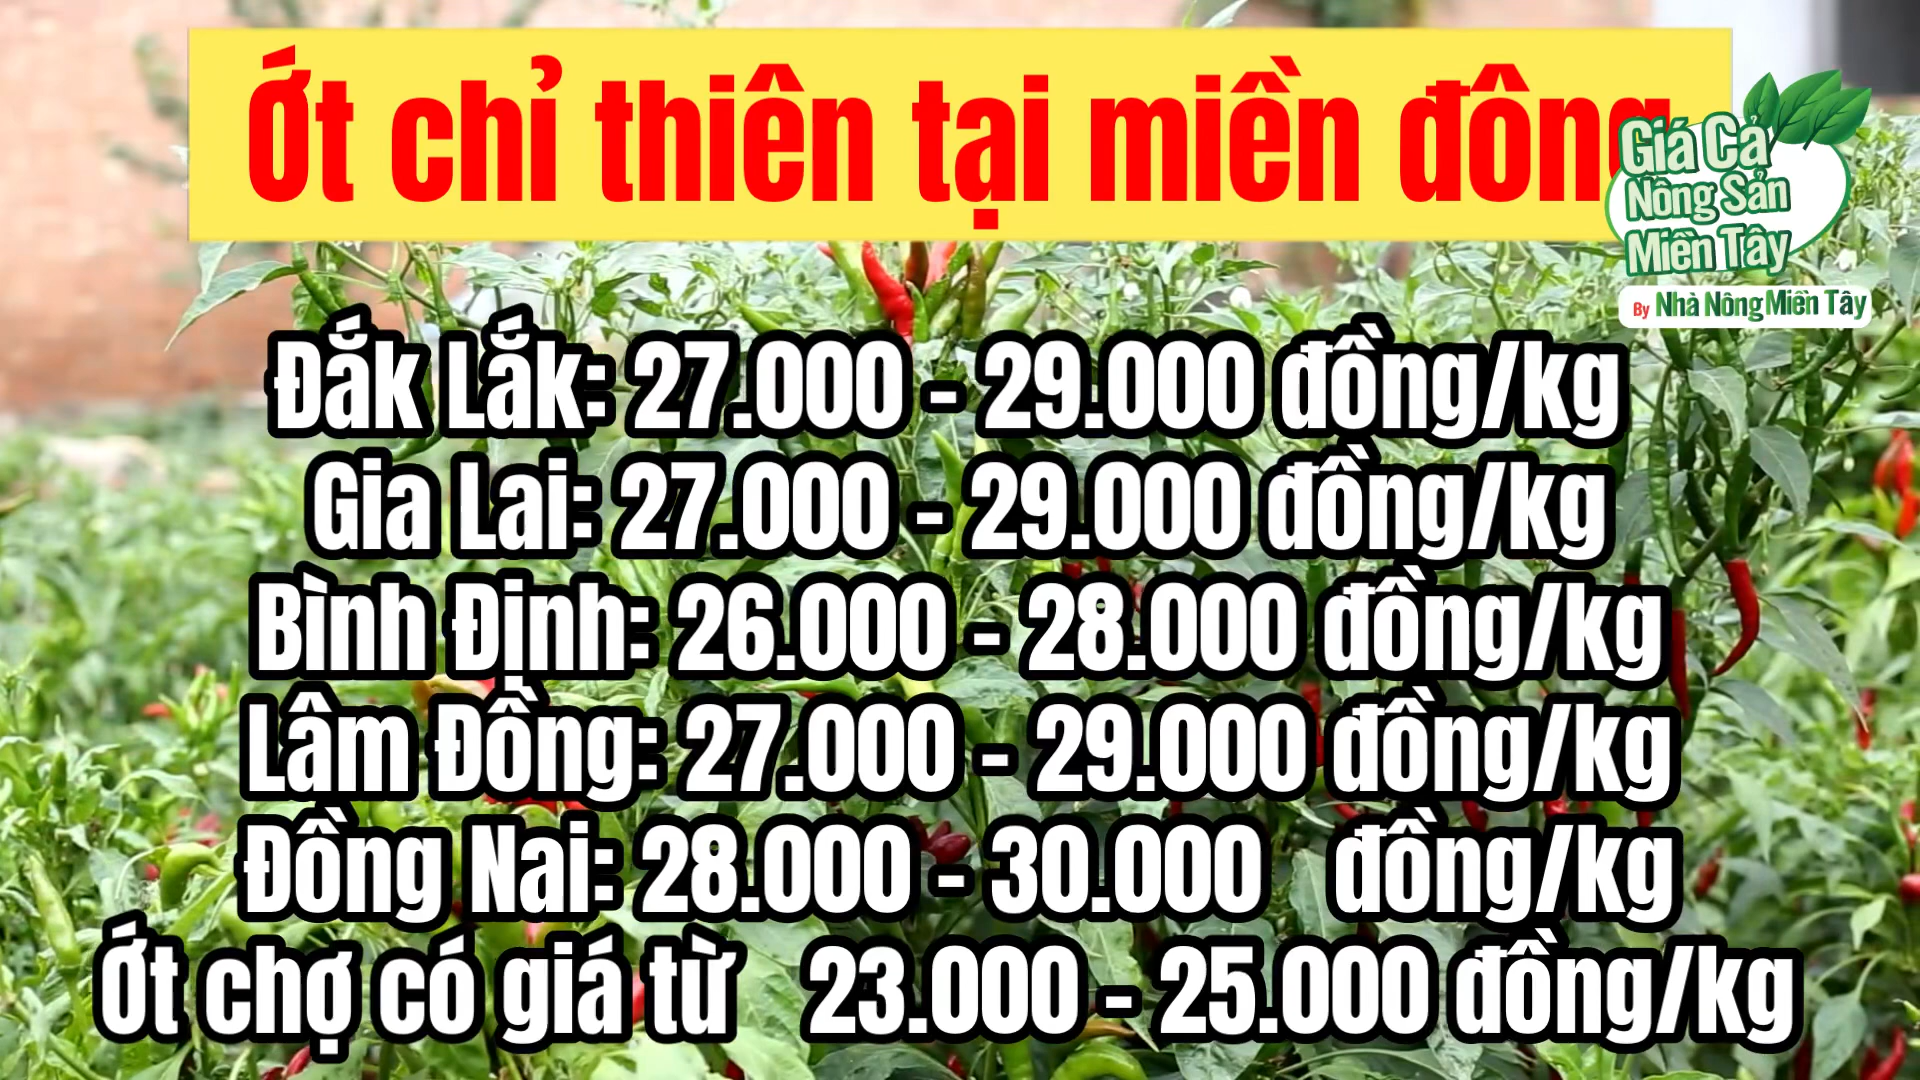 Ớt chỉ thiên tại miền đông
Giá Cả
Nông Sản
Miền Tây
By Nhà Nông Miền Tây
Đắk Lắk: 27.000 - 29.000 đồng/kg
Gia Lai: 27.000 - 29.000 đồng/kg
Bình Định: 26.000 - 28.000 đồng/kg
Lâm Đồng: 27.000 - 29.000 đồng/kg
Đồng Nai: 28.000 - 30.000 đồng/kg
Ớt chợ có giá từ 23.000 - 25.000 đồng/kg